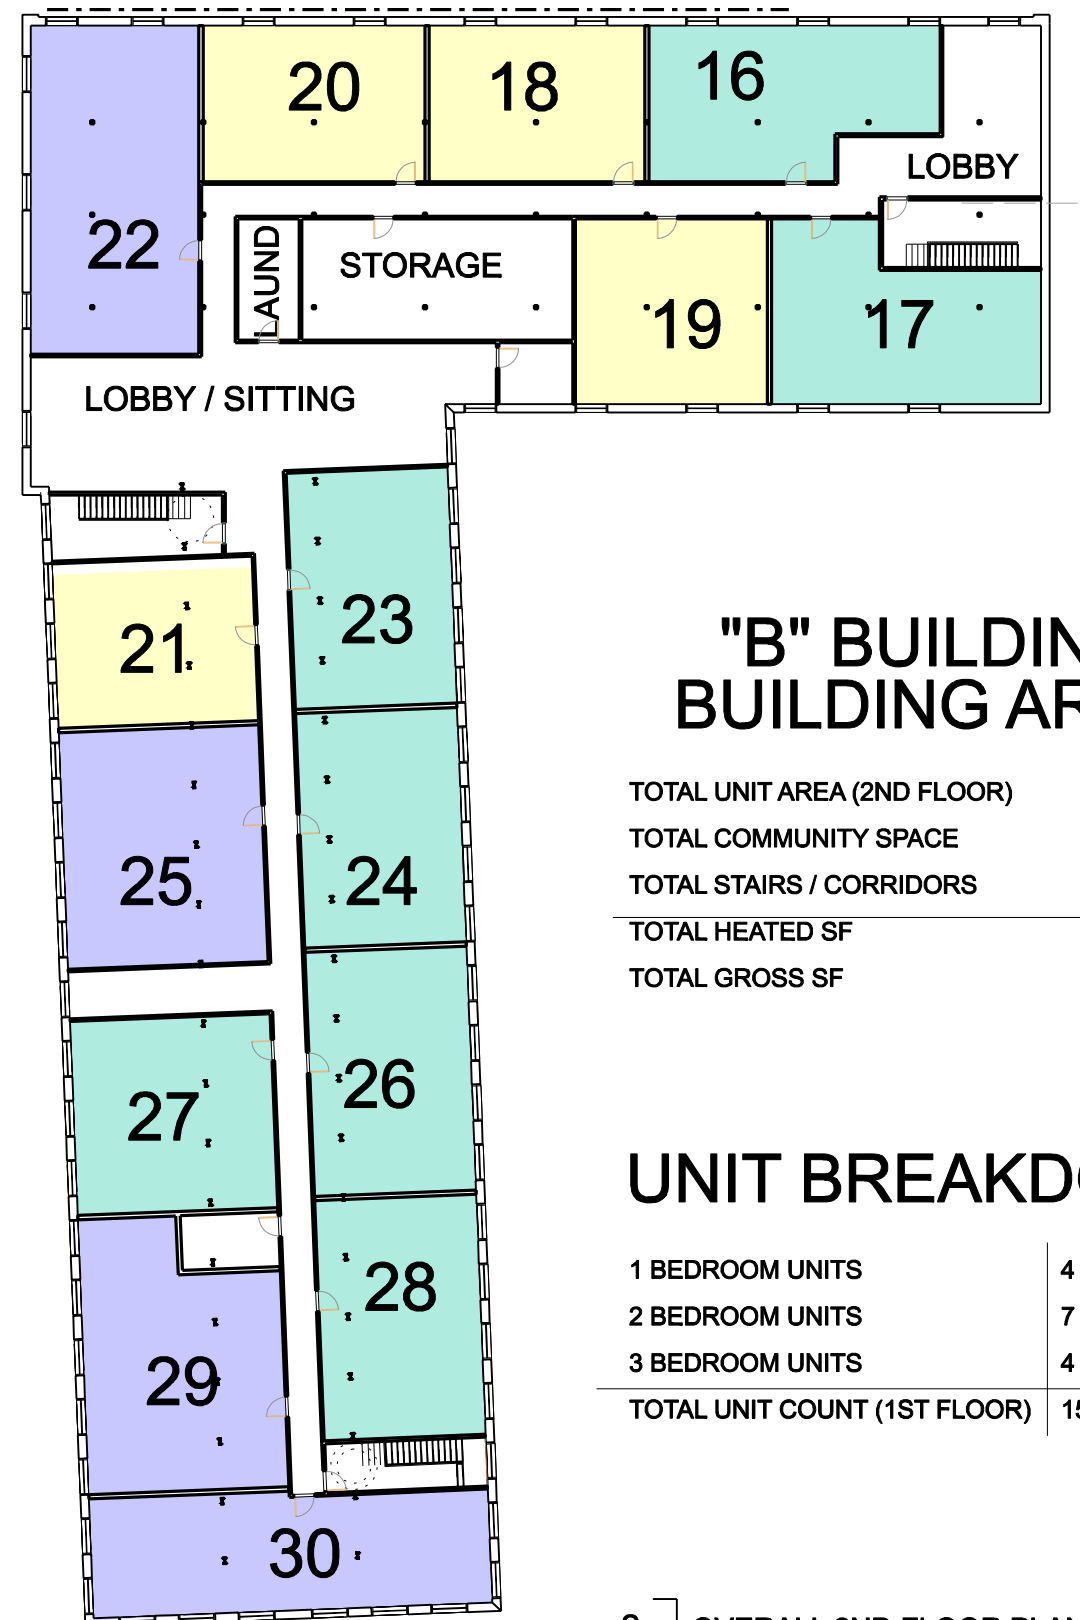 20
18
16
LOBBY
22
LAUND
STORAGE
19
17
LOBBY / SITTING
23
21
"B" BUILDIN
BUILDING AR
TOTAL UNIT AREA (2ND FLOOR)
TOTAL COMMUNITY SPACE
25
24
TOTAL STAIRS / CORRIDORS
TOTAL HEATED SF
TOTAL GROSS SF
26
27
UNIT BREAKD
1 BEDROOM UNITS 4
28
2 BEDROOM UNITS 7
3 BEDROOM UNITS 4
29
TOTAL UNIT COUNT (1ST FLOOR) 15
30